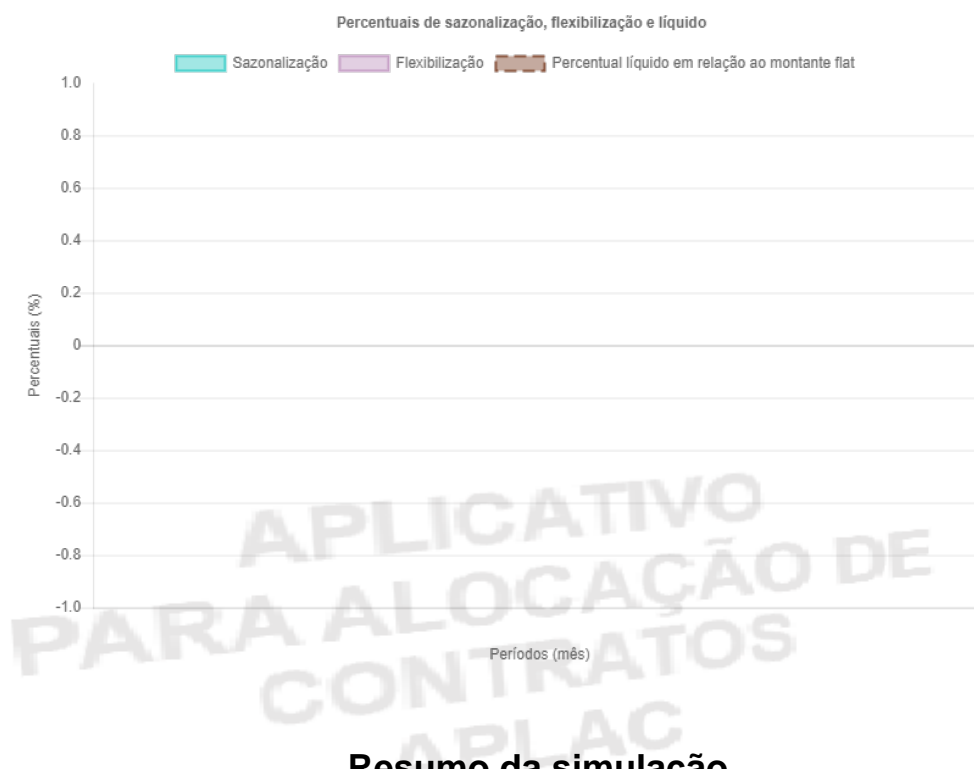 Percentuais de sazonalização, flexibilização e líquido
Sazonalização Flexibilização Percentual líquido em relação ao montante flat
1.0
0.8
0.6
0.4
0.2
0
-0.2
-0.4
-0.6
-0.8
-1.0
Percentuais (%)
Períodos (mês)
APLICATIVO
PARA ALOCAÇÃO DE
CONTRATOS
APLAC
Resumo da simulação